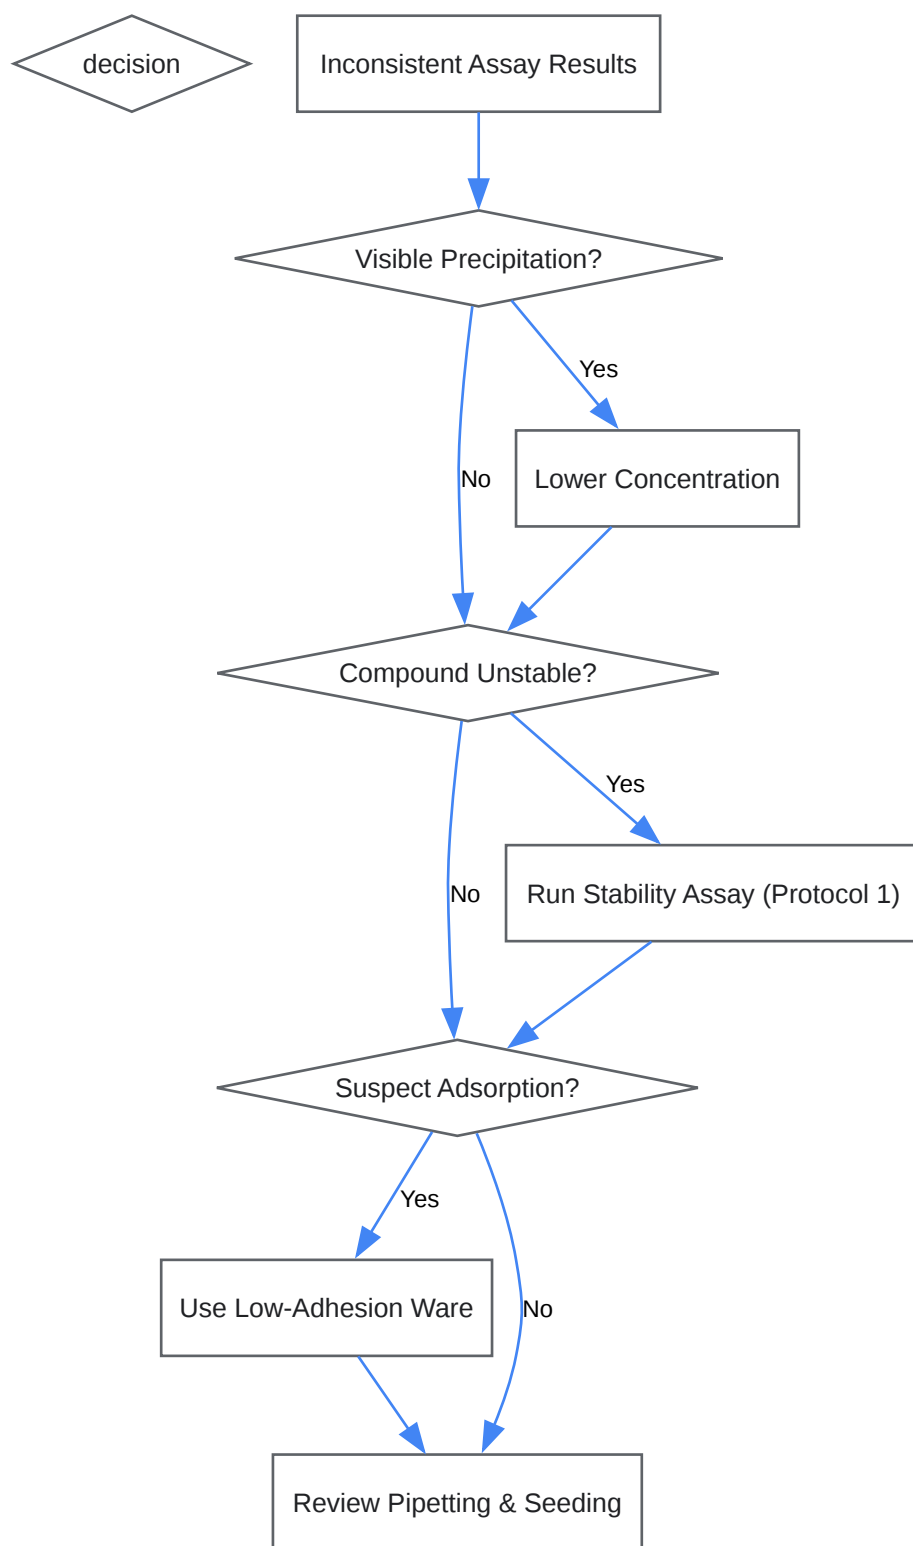 decision
Inconsistent Assay Results
Visible Precipitation?
Yes
No
Lower Concentration
Compound Unstable?
Yes
No
Run Stability Assay (Protocol 1)
Suspect Adsorption?
Yes
Use Low-Adhesion Ware
No
Review Pipetting & Seeding